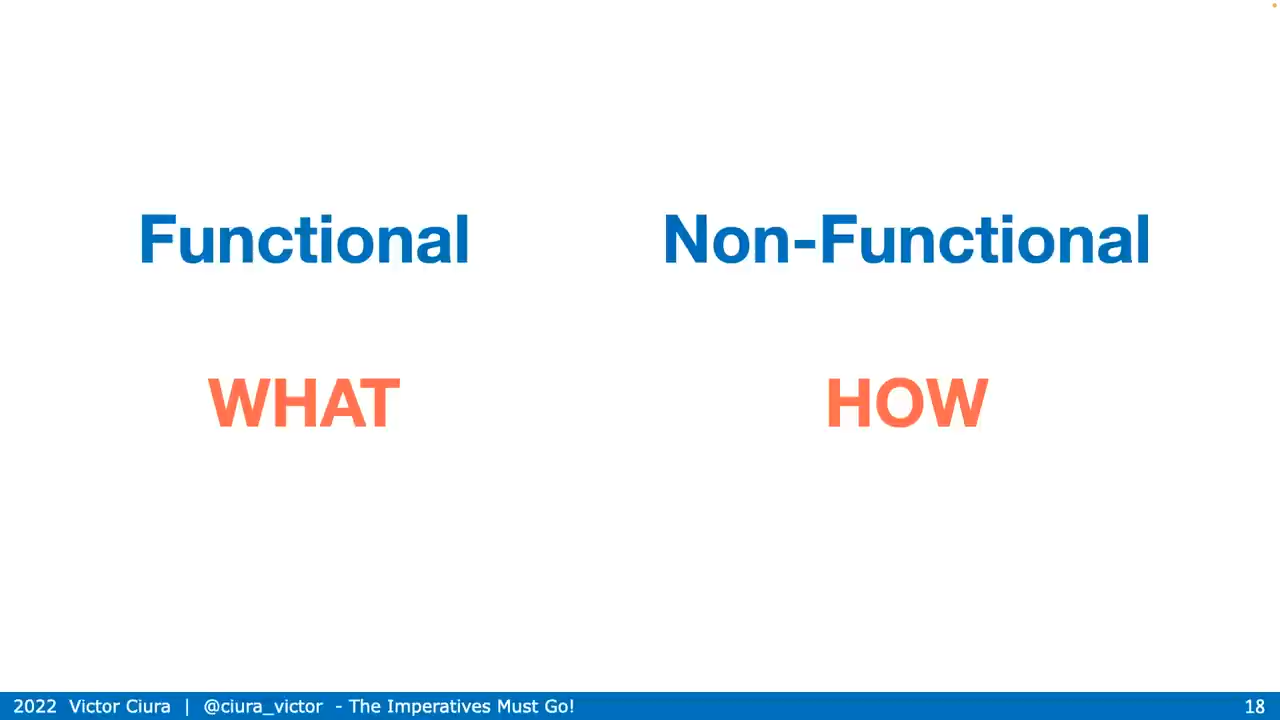 Functional
Non-Functional
WHAT
HOW
2022 Victor Ciura | @ciura_victor - The Imperatives Must Go!
18